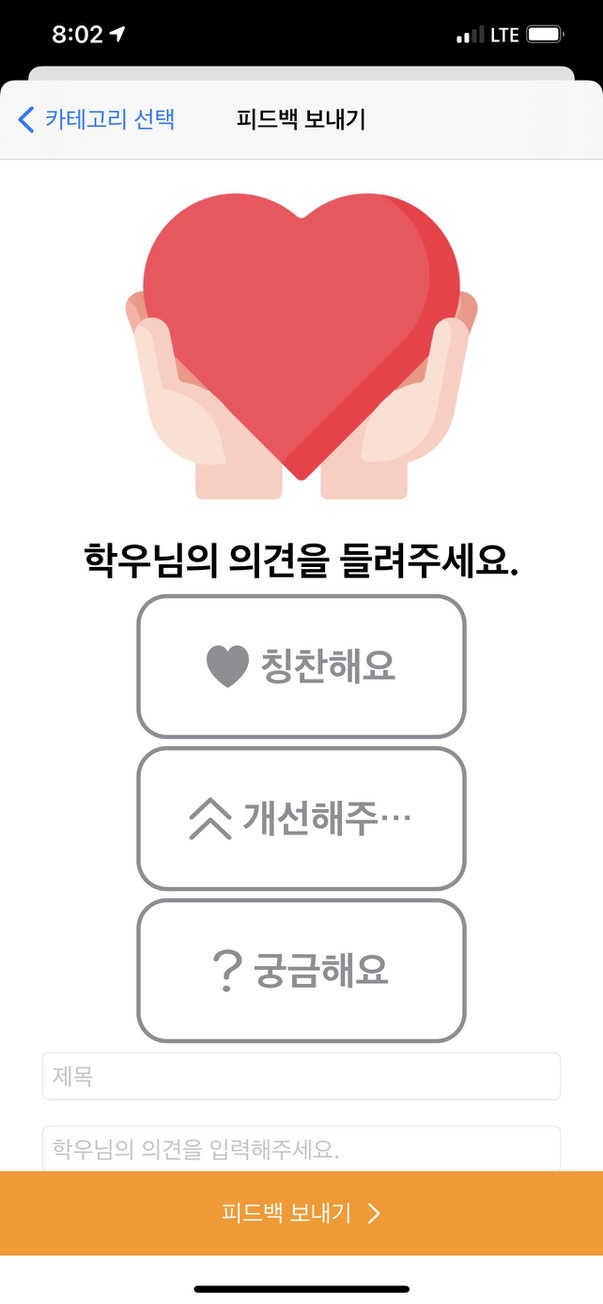 8:02 LTE
카테고리 선택 피드백 보내기
학우님의 의견을 들려주세요.
칭찬해요
개선해주…
? 궁금해요
제목
학우님의 의견을 입력해주세요.
피드백 보내기